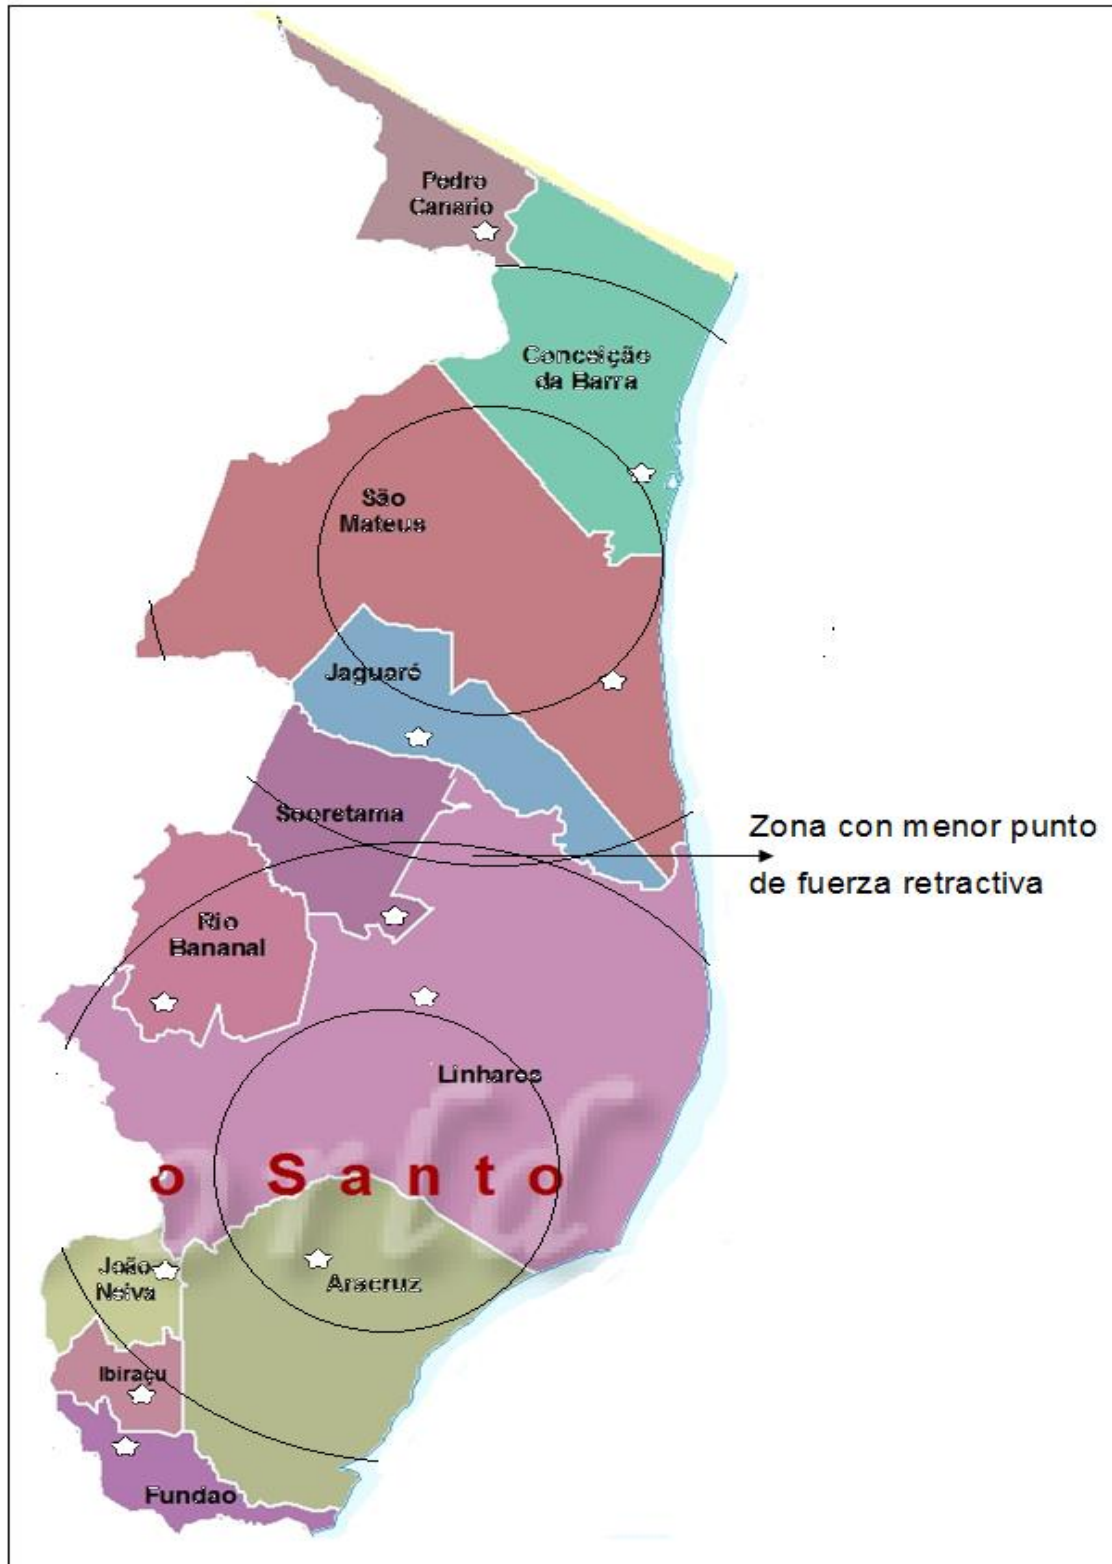 Pedro
Canario
Conceição
da Barra
São
Mateus
Jaguaré
Sooretama
Zona con menor punto
de fuerza retractiva
Rio
Bananal
Linhares
o Santo
orld
João
Neiva
Aracruz
Ibiraçu
Fundao